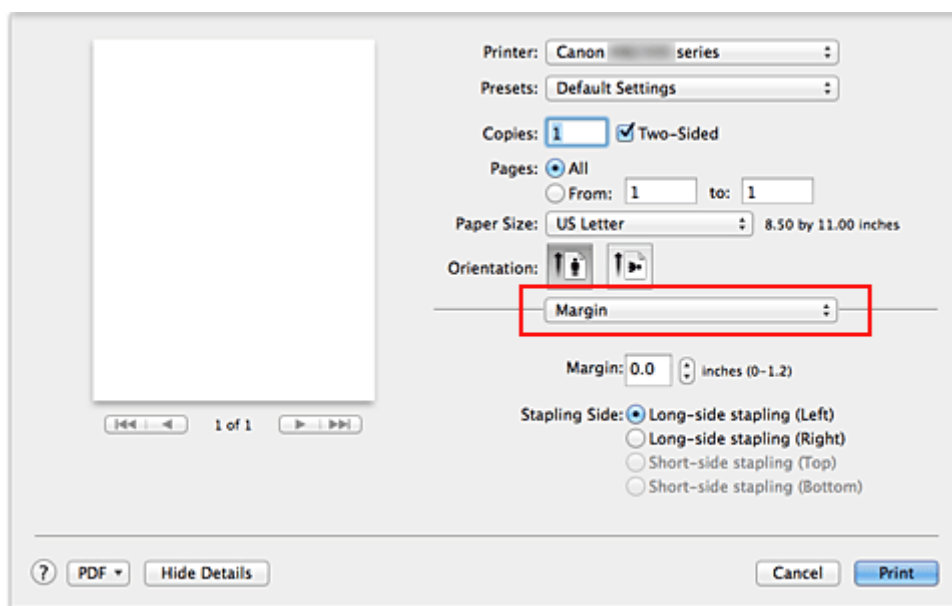 Printer: Canon series
Presets: Default Settings
Copies: 1 Two-Sided
Pages: All
From: 1 to: 1
Paper Size: US Letter 8.50 by 11.00 inches
Orientation:
Margin
Margin: 0.0 inches (0-1.2)
1 of 1
Stapling Side: Long-side stapling (Left)
Long-side stapling (Right)
Short-side stapling (Top)
Short-side stapling (Bottom)
? PDF Hide Details Cancel Print